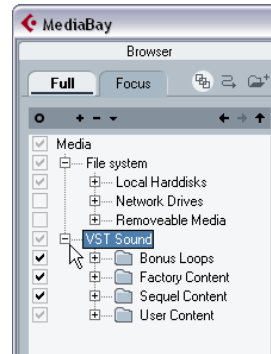 MediaBay
Browser
Full Focus
Media
File system
Local Harddisks
Network Drives
Removeable Media
VST Sound
Bonus Loops
Factory Content
Sequel Content
User Content